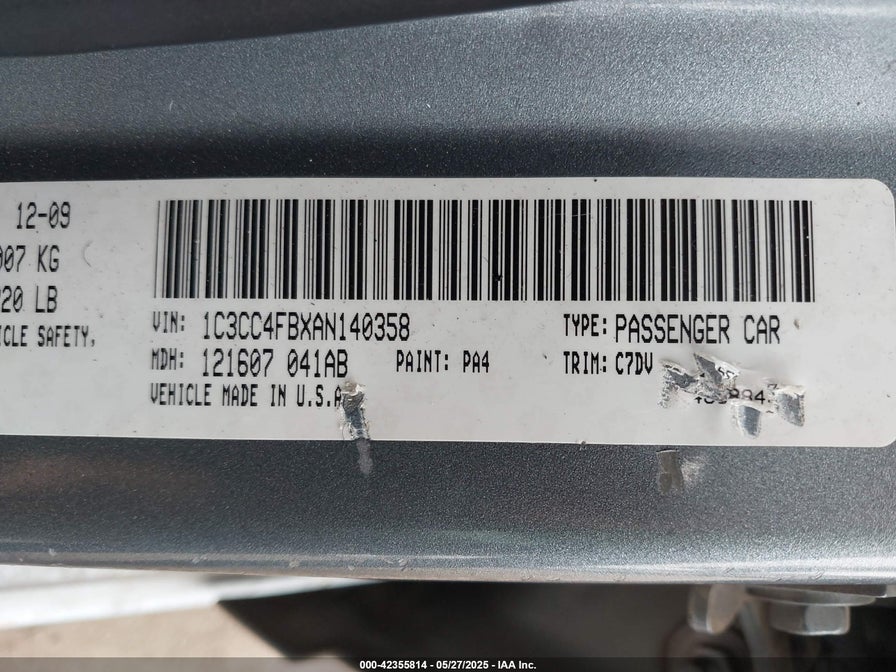 12-09
007 KG
020 LB
ICLE SAFETY,
VIN: 1C3CC4FBXAN140358
TYPE: PASSENGER CAR
MDH: 121607 041AB
PAINT: PA4
TRIM: C7DV
VEHICLE MADE IN U.S.A
000-42355814 - 05/27/2025 - IAA Inc.